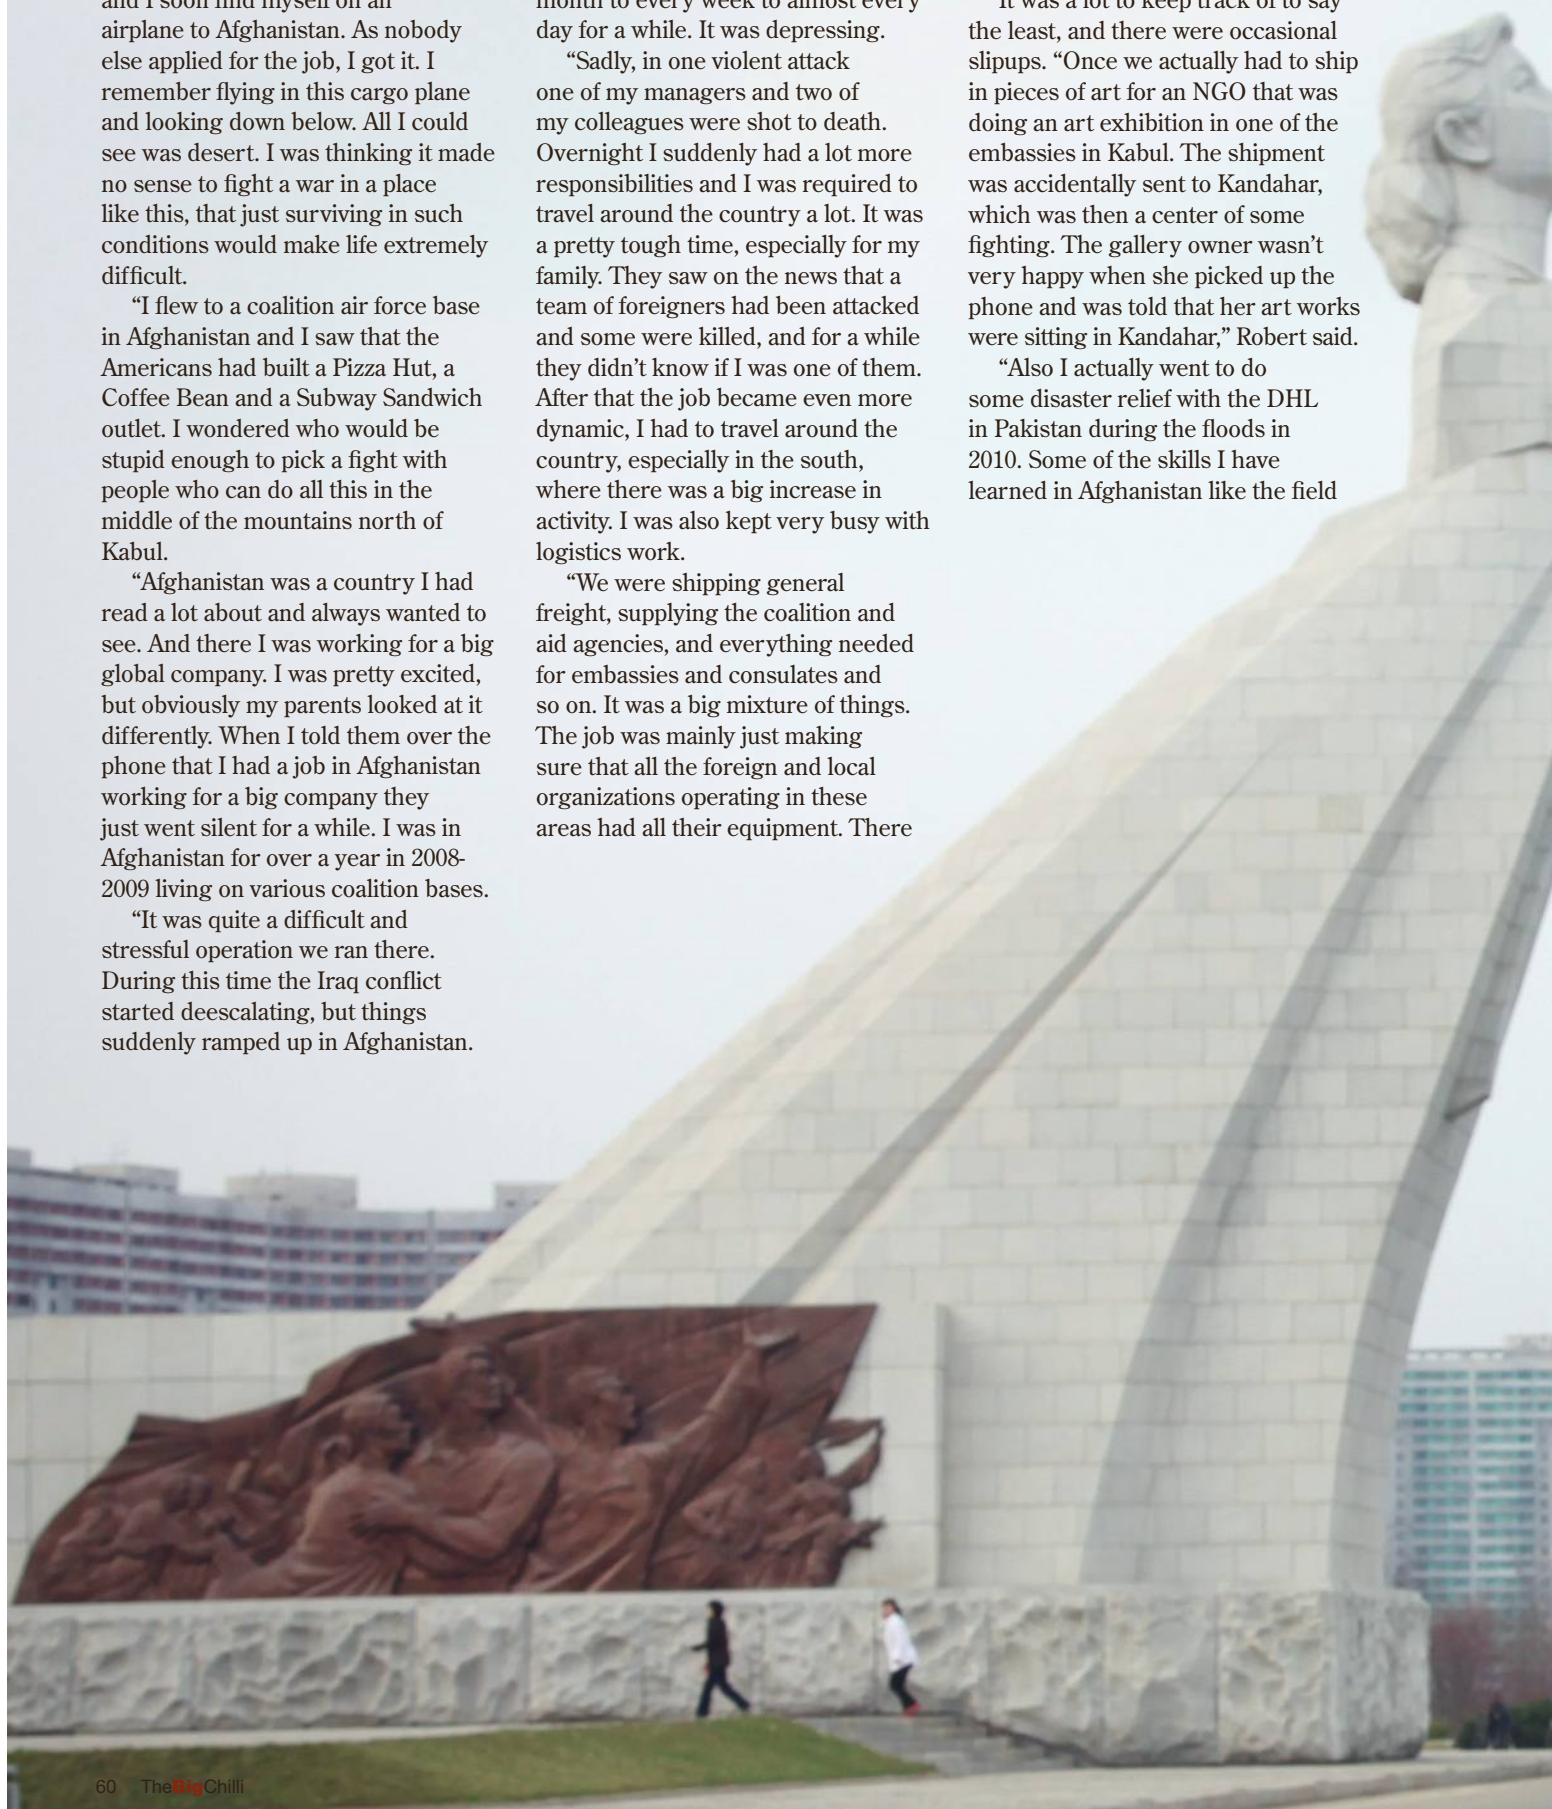 and I soon find myself on an
airplane to Afghanistan. As nobody
else applied for the job, I got it. I
remember flying in this cargo plane
and looking down below. All I could
see was desert. I was thinking it made
no sense to fight a war in a place
like this, that just surviving in such
conditions would make life extremely
difficult.
“I flew to a coalition air force base
in Afghanistan and I saw that the
Americans had built a Pizza Hut, a
Coffee Bean and a Subway Sandwich
outlet. I wondered who would be
stupid enough to pick a fight with
people who can do all this in the
middle of the mountains north of
Kabul.
“Afghanistan was a country I had
read a lot about and always wanted to
see. And there I was working for a big
global company. I was pretty excited,
but obviously my parents looked at it
differently. When I told them over the
phone that I had a job in Afghanistan
working for a big company they
just went silent for a while. I was in
Afghanistan for over a year in 2008-
2009 living on various coalition bases.
“It was quite a difficult and
stressful operation we ran there.
During this time the Iraq conflict
started deescalating, but things
suddenly ramped up in Afghanistan.
month to every week to almost every
day for a while. It was depressing.
“Sadly, in one violent attack
one of my managers and two of
my colleagues were shot to death.
Overnight I suddenly had a lot more
responsibilities and I was required to
travel around the country a lot. It was
a pretty tough time, especially for my
family. They saw on the news that a
team of foreigners had been attacked
and some were killed, and for a while
they didn’t know if I was one of them.
After that the job became even more
dynamic, I had to travel around the
country, especially in the south,
where there was a big increase in
activity. I was also kept very busy with
logistics work.
“We were shipping general
freight, supplying the coalition and
aid agencies, and everything needed
for embassies and consulates and
so on. It was a big mixture of things.
The job was mainly just making
sure that all the foreign and local
organizations operating in these
areas had all their equipment. There
It was a lot to keep track of to say
the least, and there were occasional
slipups. “Once we actually had to ship
in pieces of art for an NGO that was
doing an art exhibition in one of the
embassies in Kabul. The shipment
was accidentally sent to Kandahar,
which was then a center of some
fighting. The gallery owner wasn’t
very happy when she picked up the
phone and was told that her art works
were sitting in Kandahar,” Robert said.
“Also I actually went to do
some disaster relief with the DHL
in Pakistan during the floods in
2010. Some of the skills I have
learned in Afghanistan like the field
60 TheBigChilli